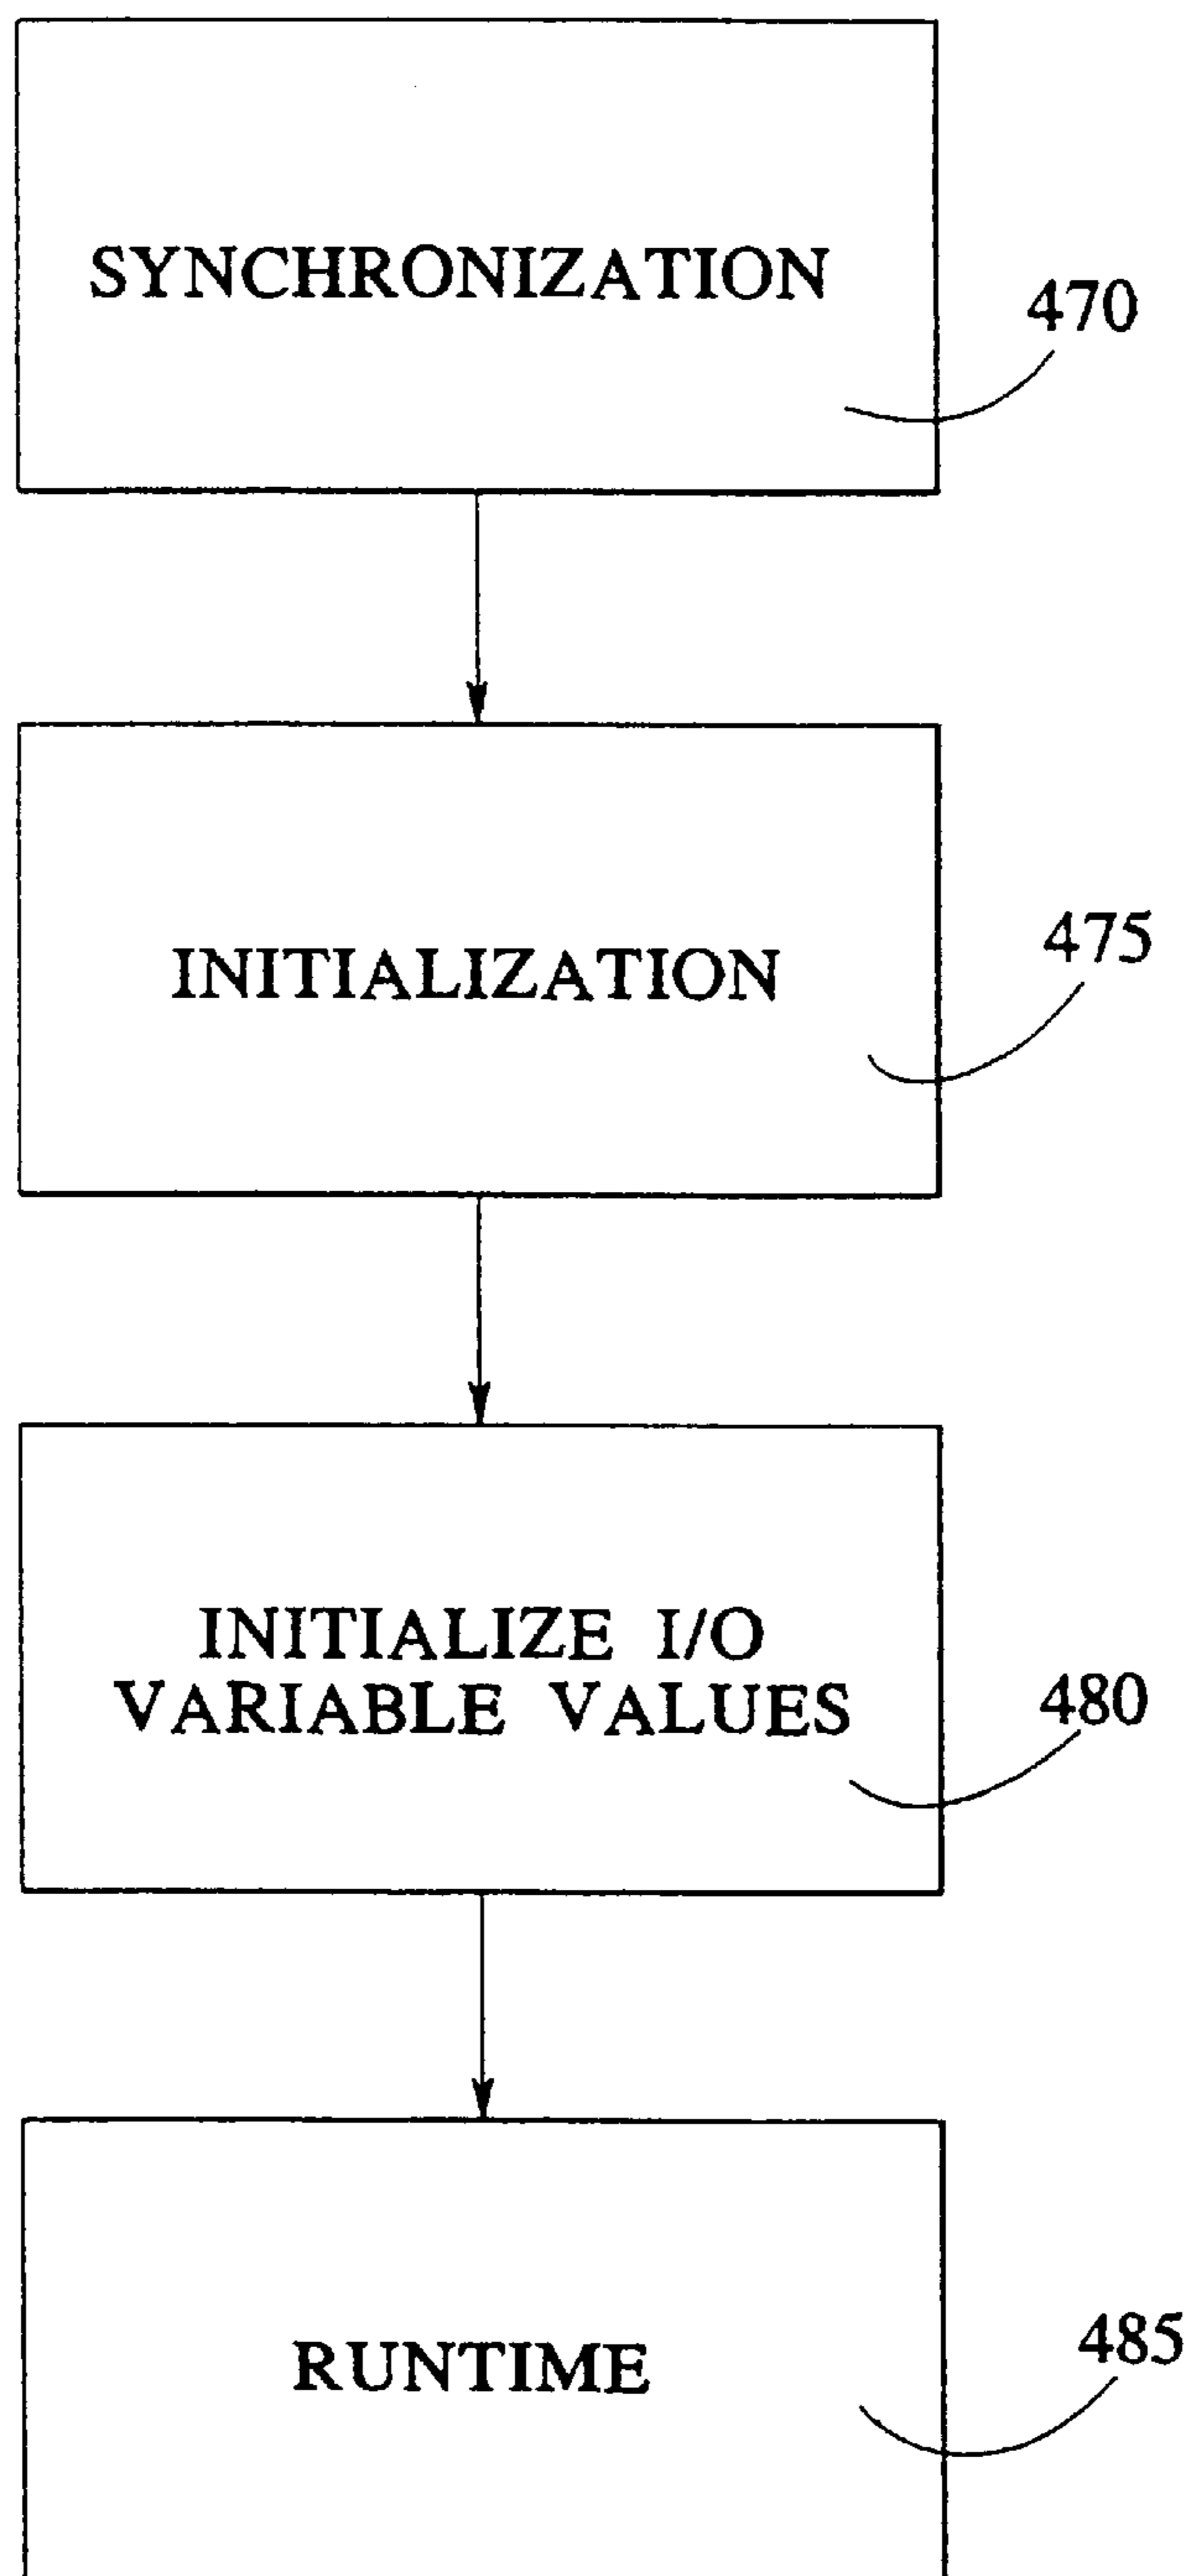 SYNCHRONIZATION
470
INITIALIZATION
475
INITIALIZE I/O
VARIABLE VALUES
480
RUNTIME
485